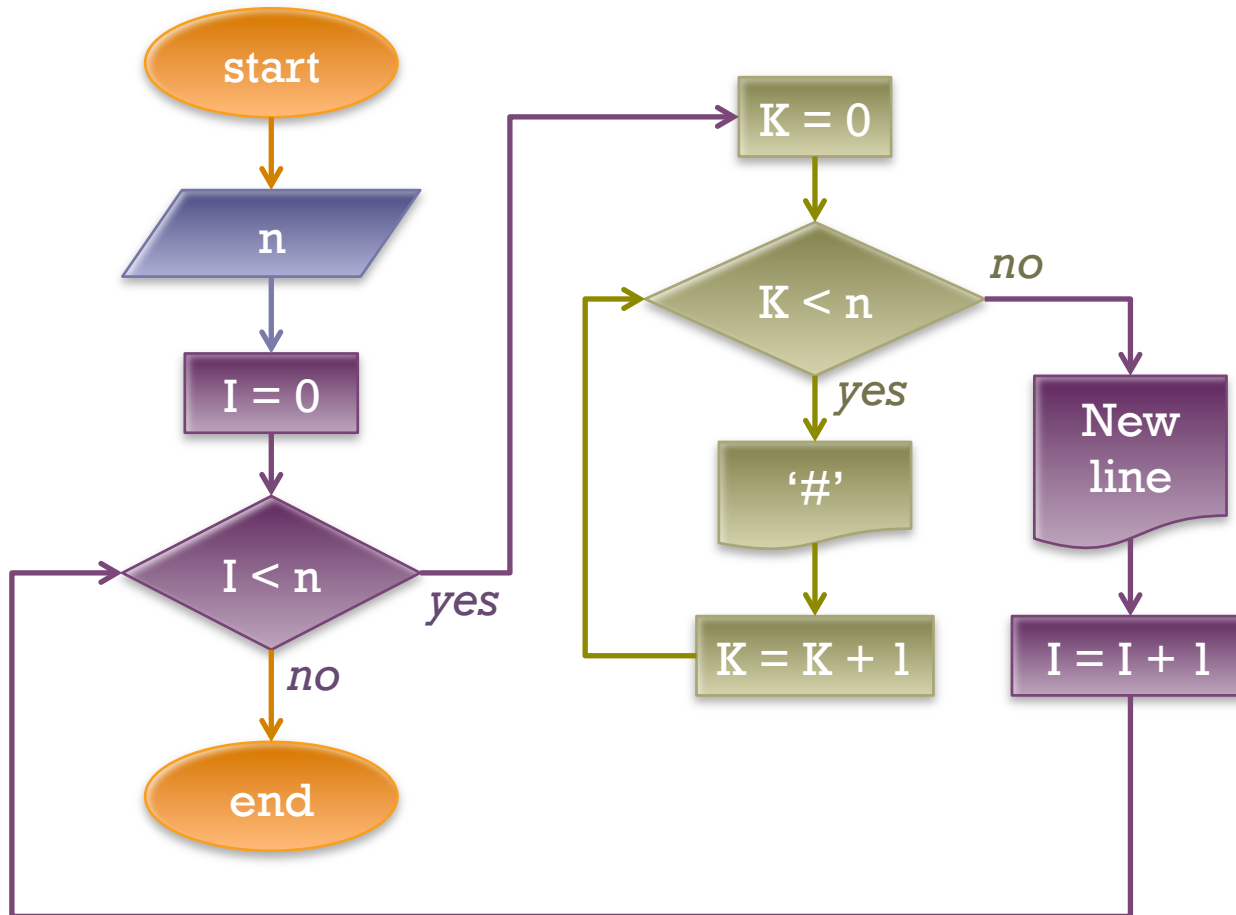 start
n
I = 0
I < n
yes
no
end
K = 0
K < n
no
yes
‘#’
K = K + 1
New
line
I = I + 1